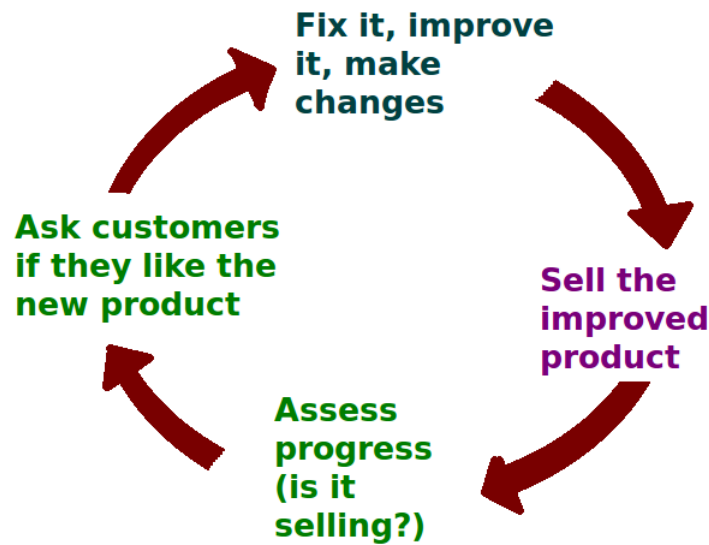 Fix it, improve
it, make
changes
Sell the
improved
product
Assess
progress
(is it
selling?)
Ask customers
if they like the
new product